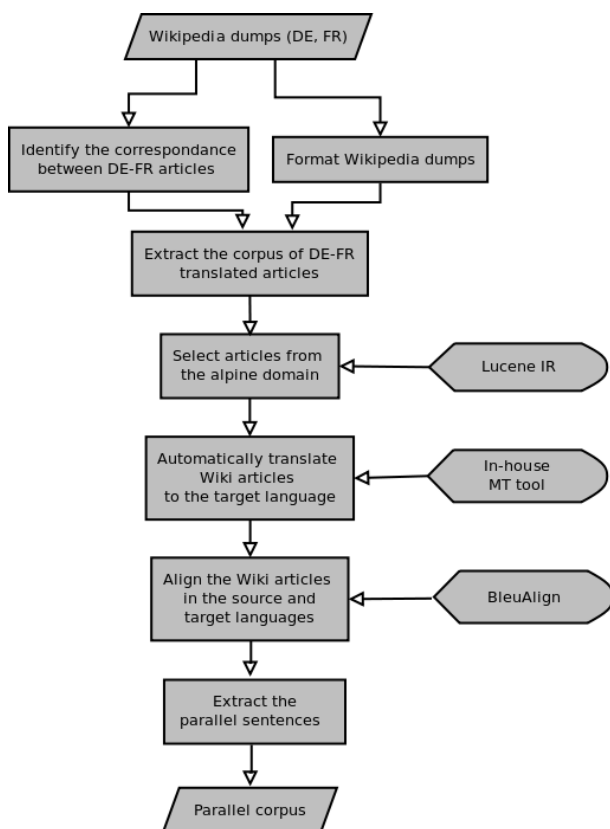 Wikipedia dumps (DE, FR)
Identify the correspondance
between DE-FR articles
Format Wikipedia dumps
Extract the corpus of DE-FR
translated articles
Select articles from
the alpine domain
Lucene IR
Automatically translate
Wiki articles
to the target language
In-house
MT tool
Align the Wiki articles
in the source and
target languages
BleuAlign
Extract the
parallel sentences
Parallel corpus